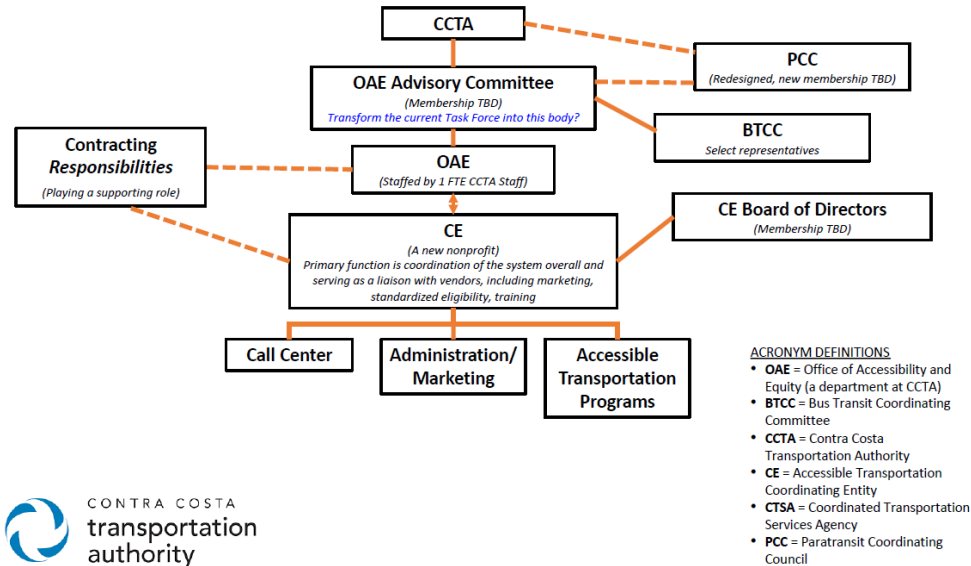 CCTA
PCC
(Redesigned, new membership TBD)
OAE Advisory Committee
(Membership TBD)
Transform the current Task Force into this body?
BTCC
Select representatives
Contracting
Responsibilities
(Playing a supporting role)
OAE
(Staffed by 1 FTE CCTA Staff)
CE Board of Directors
(Membership TBD)
CE
(A new nonprofit)
Primary function is coordination of the system overall and
serving as a liaison with vendors, including marketing,
standardized eligibility, training
Call Center
Administration/
Marketing
Accessible
Transportation
Programs
ACRONYM DEFINITIONS
• OAE = Office of Accessibility and
Equity (a department at CCTA)
• BTCC = Bus Transit Coordinating
Committee
• CCTA = Contra Costa
Transportation Authority
• CE = Accessible Transportation
Coordinating Entity
• CTSA = Coordinated Transportation
Services Agency
• PCC = Paratransit Coordinating
Council
CONTRA COSTA
transportation
authority